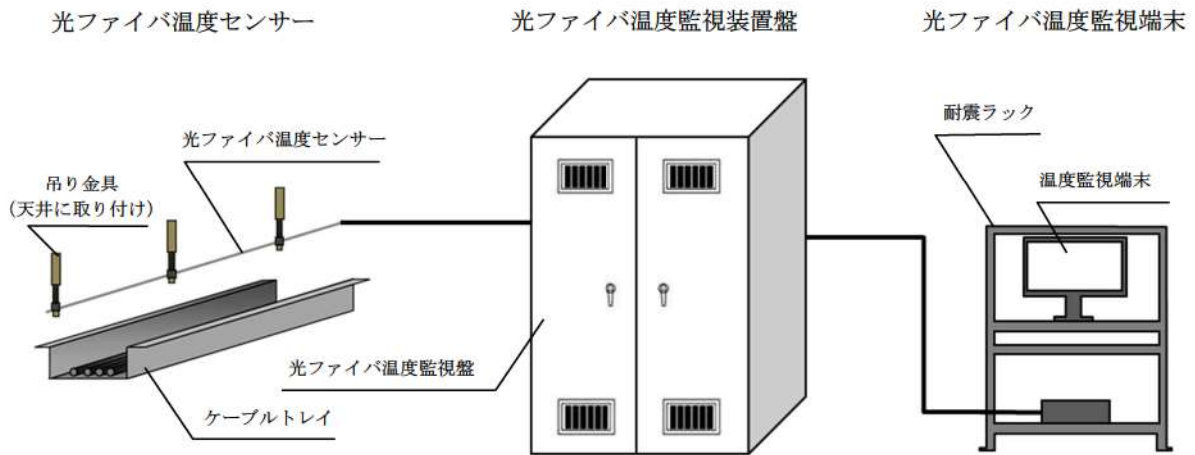 光ファイバ温度センサー
光ファイバ温度監視装置盤
光ファイバ温度監視端末
光ファイバ温度センサー
吊り金具
(天井に取り付け)
耐震ラック
温度監視端末
光ファイバ温度監視盤
ケーブルトレイ